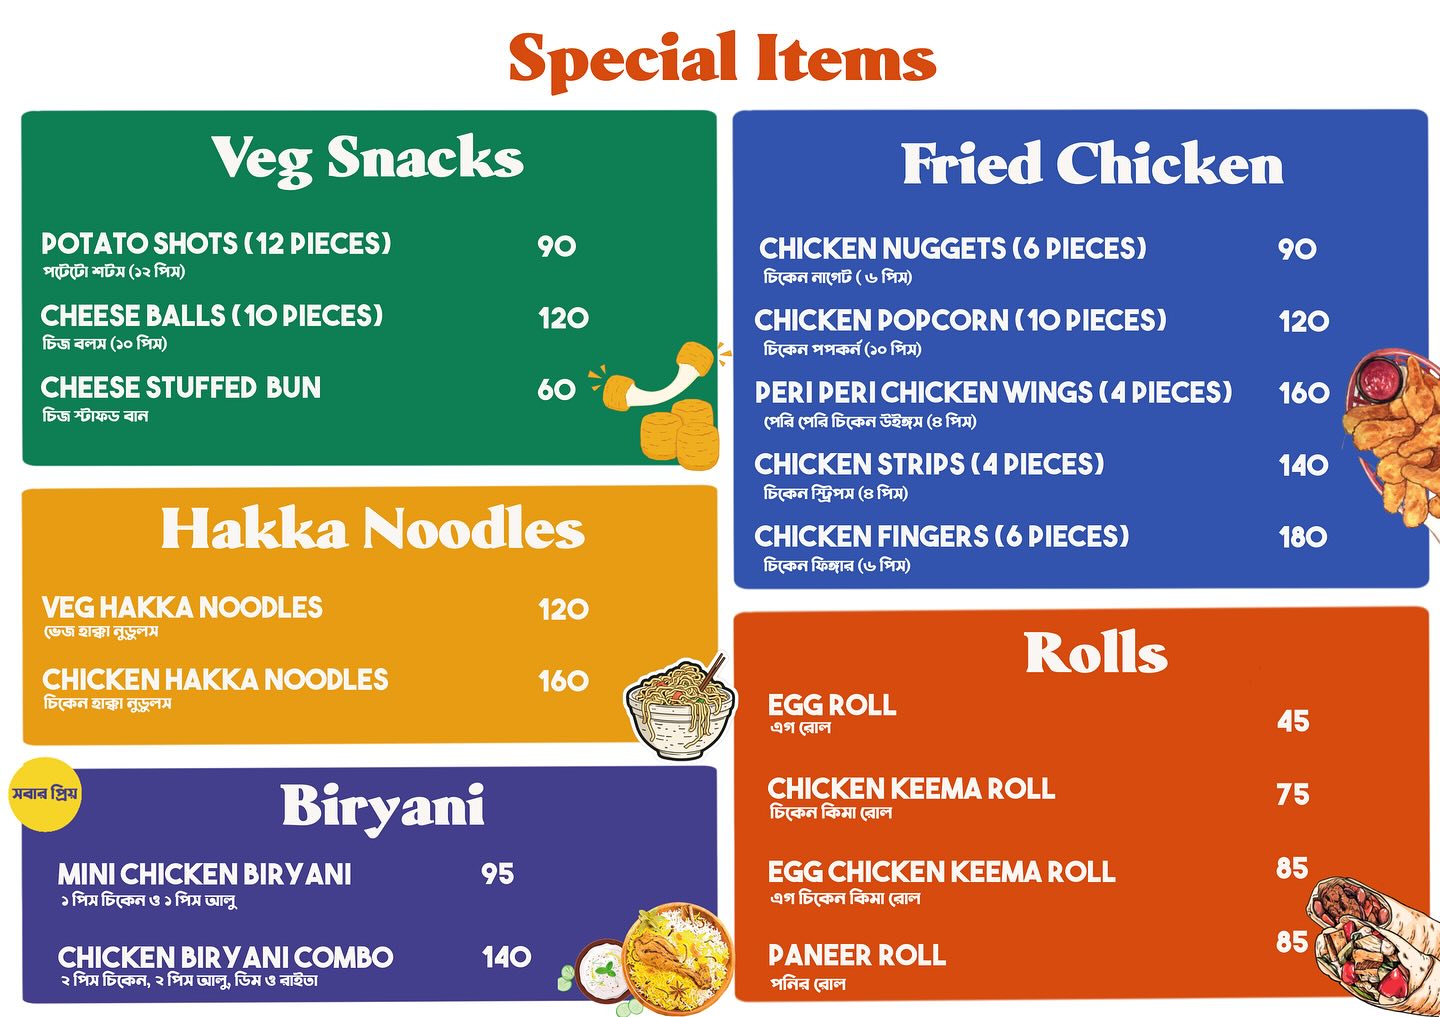 Special Items
Veg Snacks
POTATO SHOTS (12 PIECES) 90
পটেটো শটস (১২ পিস)
CHEESE BALLS (10 PIECES) 120
চিজ বলস (১০ পিস)
CHEESE STUFFED BUN 60
চিজ স্টাফড বান
Hakka Noodles
VEG HAKKA NOODLES 120
ভেজ হাক্কা নুডুলস
CHICKEN HAKKA NOODLES 160
চিকেন হাক্কা নুডুলস
সবার প্রিয়
Biryani
MINI CHICKEN BIRYANI 95
১ পিস চিকেন ও ১ পিস আলু
CHICKEN BIRYANI COMBO 140
২ পিস চিকেন, ২ পিস আলু, ডিম ও রাইতা
Fried Chicken
CHICKEN NUGGETS (6 PIECES) 90
চিকেন নাগেট ( ৬ পিস)
CHICKEN POPCORN (10 PIECES) 120
চিকেন পপকর্ন (১০ পিস)
PERI PERI CHICKEN WINGS (4 PIECES) 160
পেরি পেরি চিকেন উইঙ্গস (৪ পিস)
CHICKEN STRIPS (4 PIECES) 140
চিকেন স্ট্রিপস (৪ পিস)
CHICKEN FINGERS (6 PIECES) 180
চিকেন ফিঙ্গার (৬ পিস)
Rolls
EGG ROLL 45
এগ রোল
CHICKEN KEEMA ROLL 75
চিকেন কিমা রোল
EGG CHICKEN KEEMA ROLL 85
এগ চিকেন কিমা রোল
PANEER ROLL 85
পনির রোল